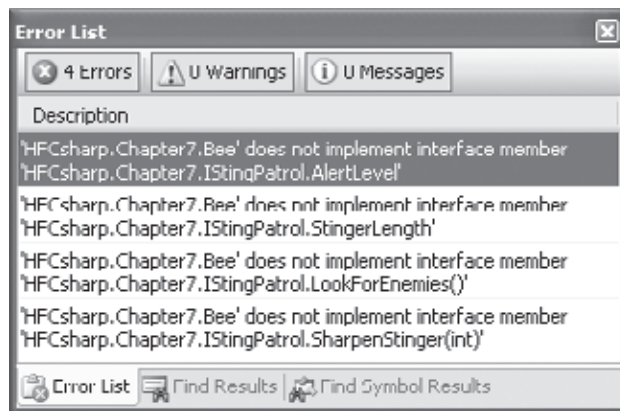 Error List
4 Errors 0 Warnings 0 Messages
Description
'HFCsharp.Chapter7.Bee' does not implement interface member
'HFCsharp.Chapter7.IStingPatrol.AlertLevel'
'HFCsharp.Chapter7.Bee' does not implement interface member
'HFCsharp.Chapter7.IStingPatrol.StingerLength'
'HFCsharp.Chapter7.Bee' does not implement interface member
'HFCsharp.Chapter7.IStingPatrol.LookForEnemies()'
'HFCsharp.Chapter7.Bee' does not implement interface member
'HFCsharp.Chapter7.IStingPatrol.SharpenStinger(int)'
Error List Find Results Find Symbol Results